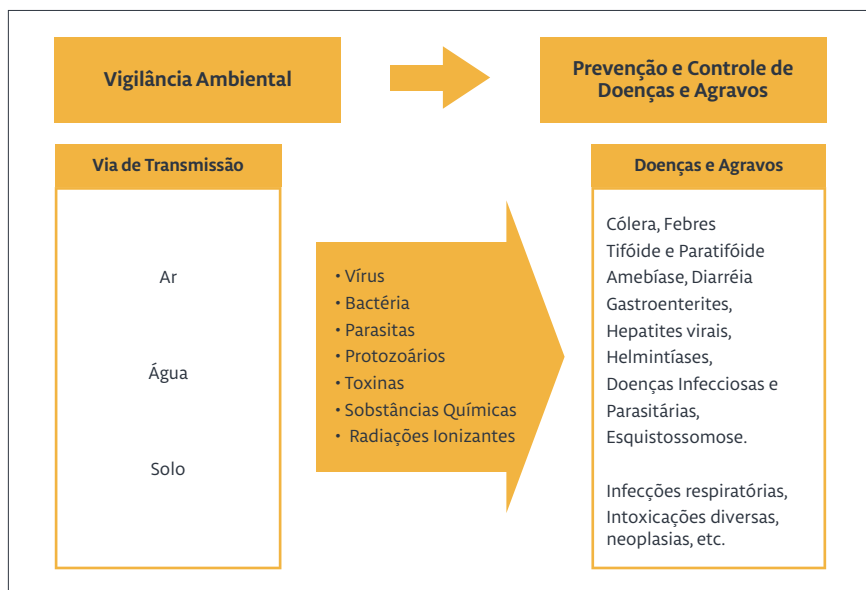 Vigilância Ambiental
Prevenção e Controle de
Doenças e Agravos
Via de Transmissão
Ar
Água
Solo
• Vírus
• Bactéria
• Parasitas
• Protozoários
• Toxinas
• Sobstâncias Químicas
• Radiações Ionizantes
Doenças e Agravos
Cólera, Febres
Tifóide e Paratifóide
Amebíase, Diarréia
Gastroenterites,
Hepatites virais,
Helmintíases,
Doenças Infecciosas e
Parasitárias,
Esquistossomose.
Infecções respiratórias,
Intoxicações diversas,
neoplasias, etc.